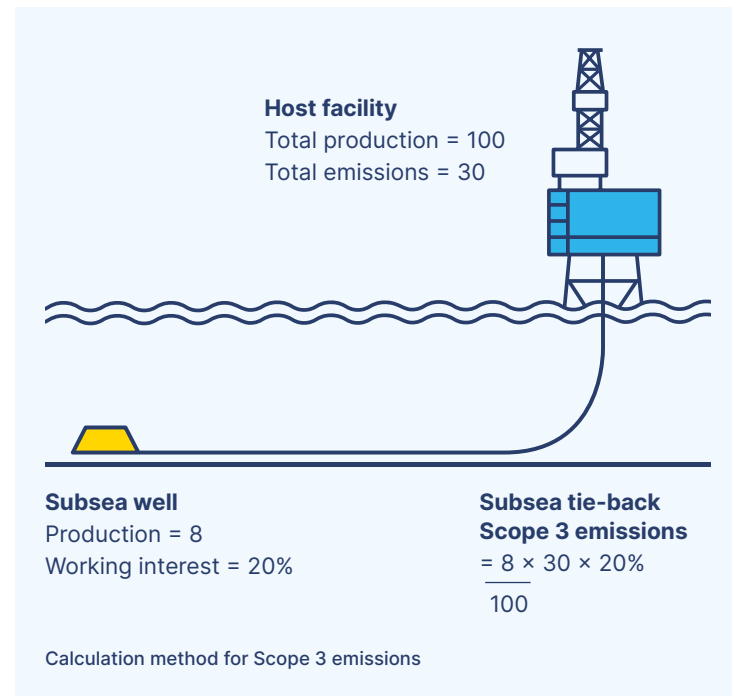 Host facility
Total production = 100
Total emissions = 30
Subsea well
Production = 8
Working interest = 20%
Subsea tie-back
Scope 3 emissions
= 8 × 30 × 20%
100
Calculation method for Scope 3 emissions